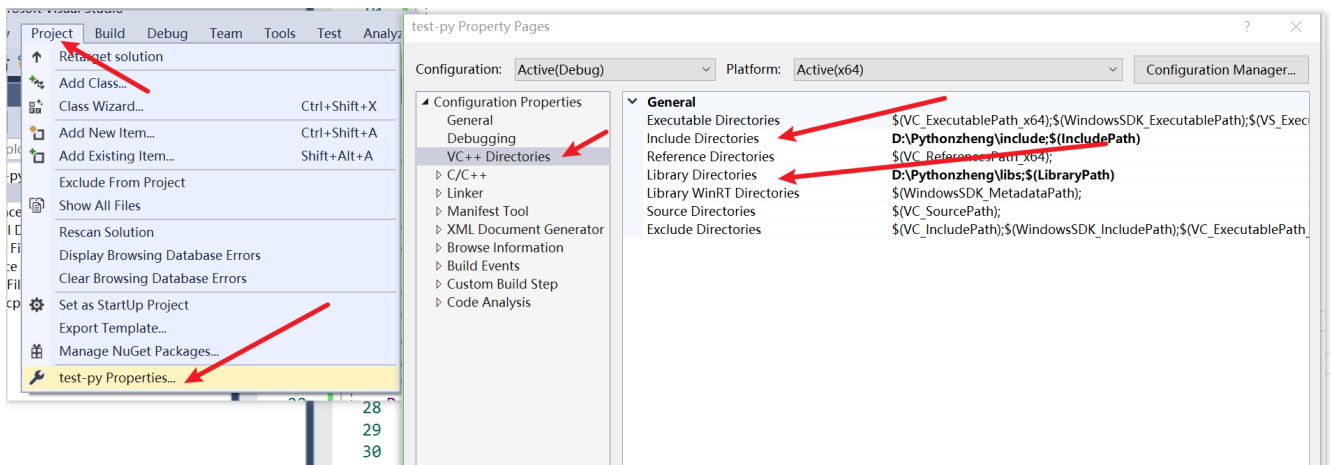 Project Build Debug Team Tools Test
Retarget solution
Add Class...
Class Wizard... Ctrl+Shift+X
Add New Item... Ctrl+Shift+A
Add Existing Item... Shift+Alt+A
Exclude From Project
Show All Files
Rescan Solution
Display Browsing Database Errors
Clear Browsing Database Errors
Set as StartUp Project
Export Template...
Manage NuGet Packages...
test-py Properties...
28
29
30
test-py Property Pages ?
Configuration: Active(Debug) Platform: Active(x64) Configuration Manager...
Configuration Properties
General
Debugging
VC++ Directories
C/C++
Linker
Manifest Tool
XML Document Generator
Browse Information
Build Events
Custom Build Step
Code Analysis
General
Executable Directories $(VC_ExecutablePath_x64);$(WindowsSDK_ExecutablePath);$(VS_Execu
Include Directories D:\Pythonzheng\include;$(IncludePath)
Reference Directories $(VC_ReferencesPath_x64);
Library Directories D:\Pythonzheng\libs;$(LibraryPath)
Library WinRT Directories $(WindowsSDK_MetadataPath);
Source Directories $(VC_SourcePath);
Exclude Directories $(VC_IncludePath);$(WindowsSDK_IncludePath);$(VC_ExecutablePath_